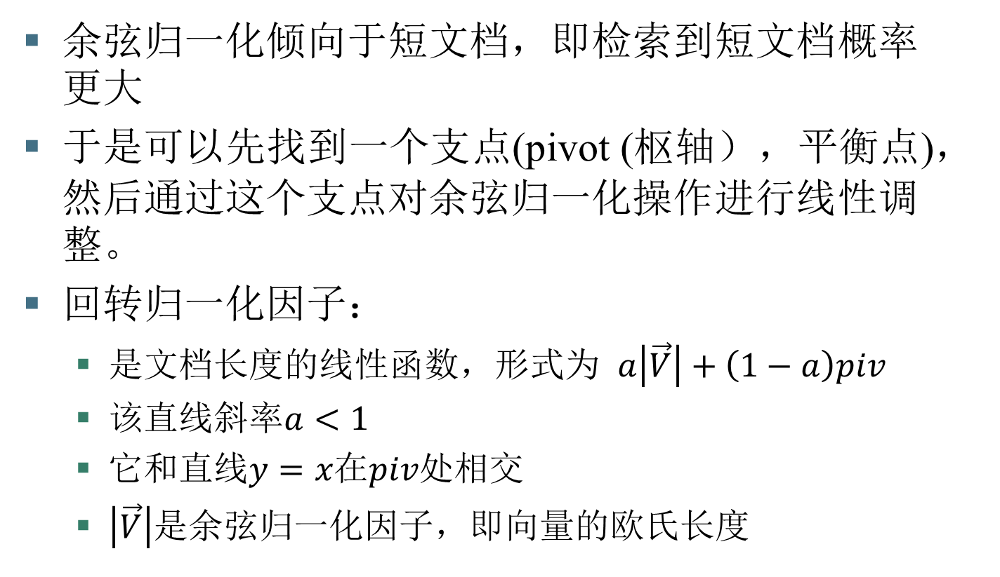 ▪ 余弦归一化倾向于短文档，即检索到短文档概率
更大
▪ 于是可以先找到一个支点(pivot (枢轴），平衡点)，
然后通过这个支点对余弦归一化操作进行线性调
整。
▪ 回转归一化因子：
▪ 是文档长度的线性函数，形式为 $a|\vec{V}| + (1 - a)piv$
▪ 该直线斜率$a < 1$
▪ 它和直线$y = x$在$piv$处相交
▪ $|\vec{V}|$是余弦归一化因子，即向量的欧氏长度